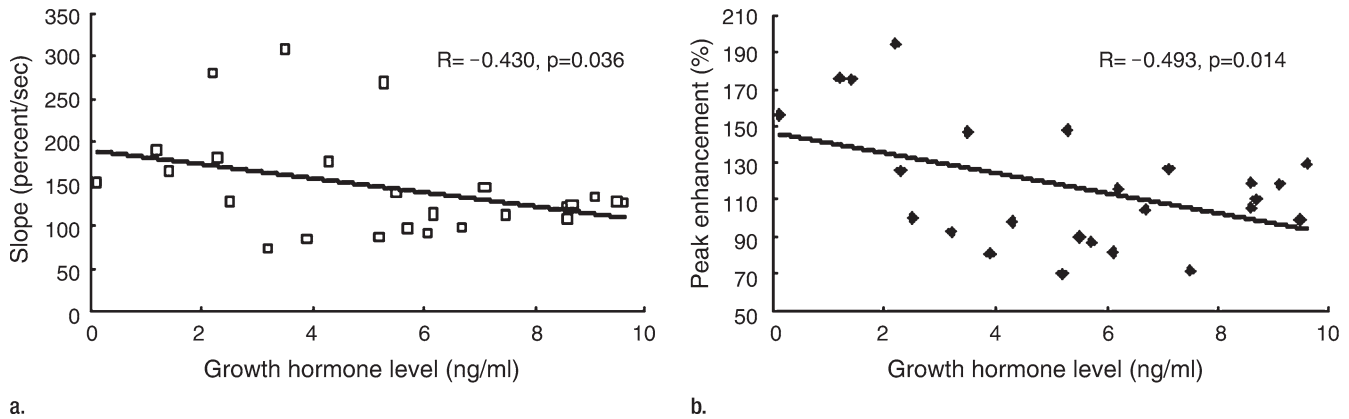 350
300
250
200
150
100
50
0
Slope (percent/sec)
R= −0.430, p=0.036
0 2 4 6 8 10
Growth hormone level (ng/ml)
a.
210
190
170
150
130
110
90
70
50
Peak enhancement (%)
R= −0.493, p=0.014
0 2 4 6 8 10
Growth hormone level (ng/ml)
b.